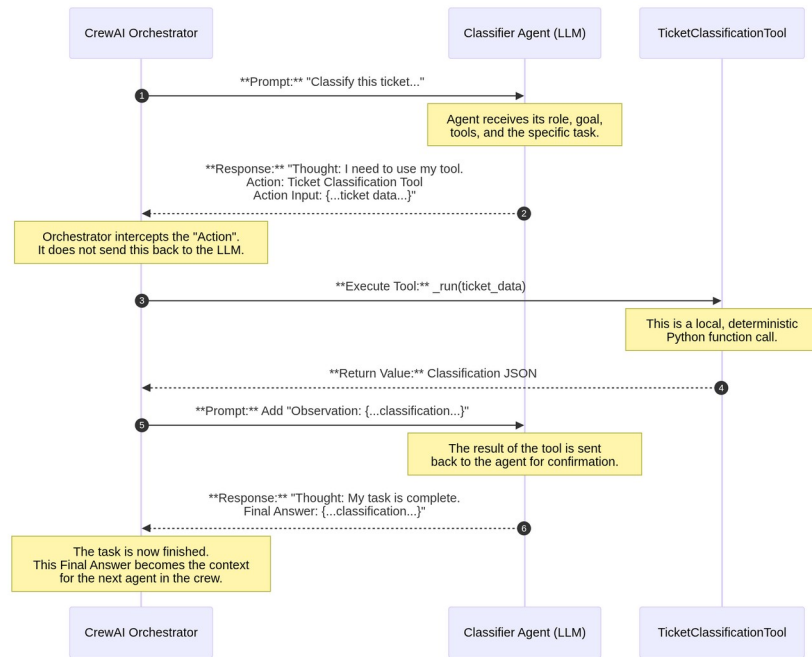 CrewAI Orchestrator
Classifier Agent (LLM)
TicketClassificationTool
**Prompt:** "Classify this ticket..."
1
Agent receives its role, goal,
tools, and the specific task.
**Response:** "Thought: I need to use my tool.
Action: Ticket Classification Tool
Action Input: {...ticket data...}"
2
Orchestrator intercepts the "Action".
It does not send this back to the LLM.
**Execute Tool:** _run(ticket_data)
3
This is a local, deterministic
Python function call.
**Return Value:** Classification JSON
4
**Prompt:** Add "Observation: {...classification...}"
5
The result of the tool is sent
back to the agent for confirmation.
**Response:** "Thought: My task is complete.
Final Answer: {...classification...}"
6
The task is now finished.
This Final Answer becomes the context
for the next agent in the crew.
CrewAI Orchestrator
Classifier Agent (LLM)
TicketClassificationTool